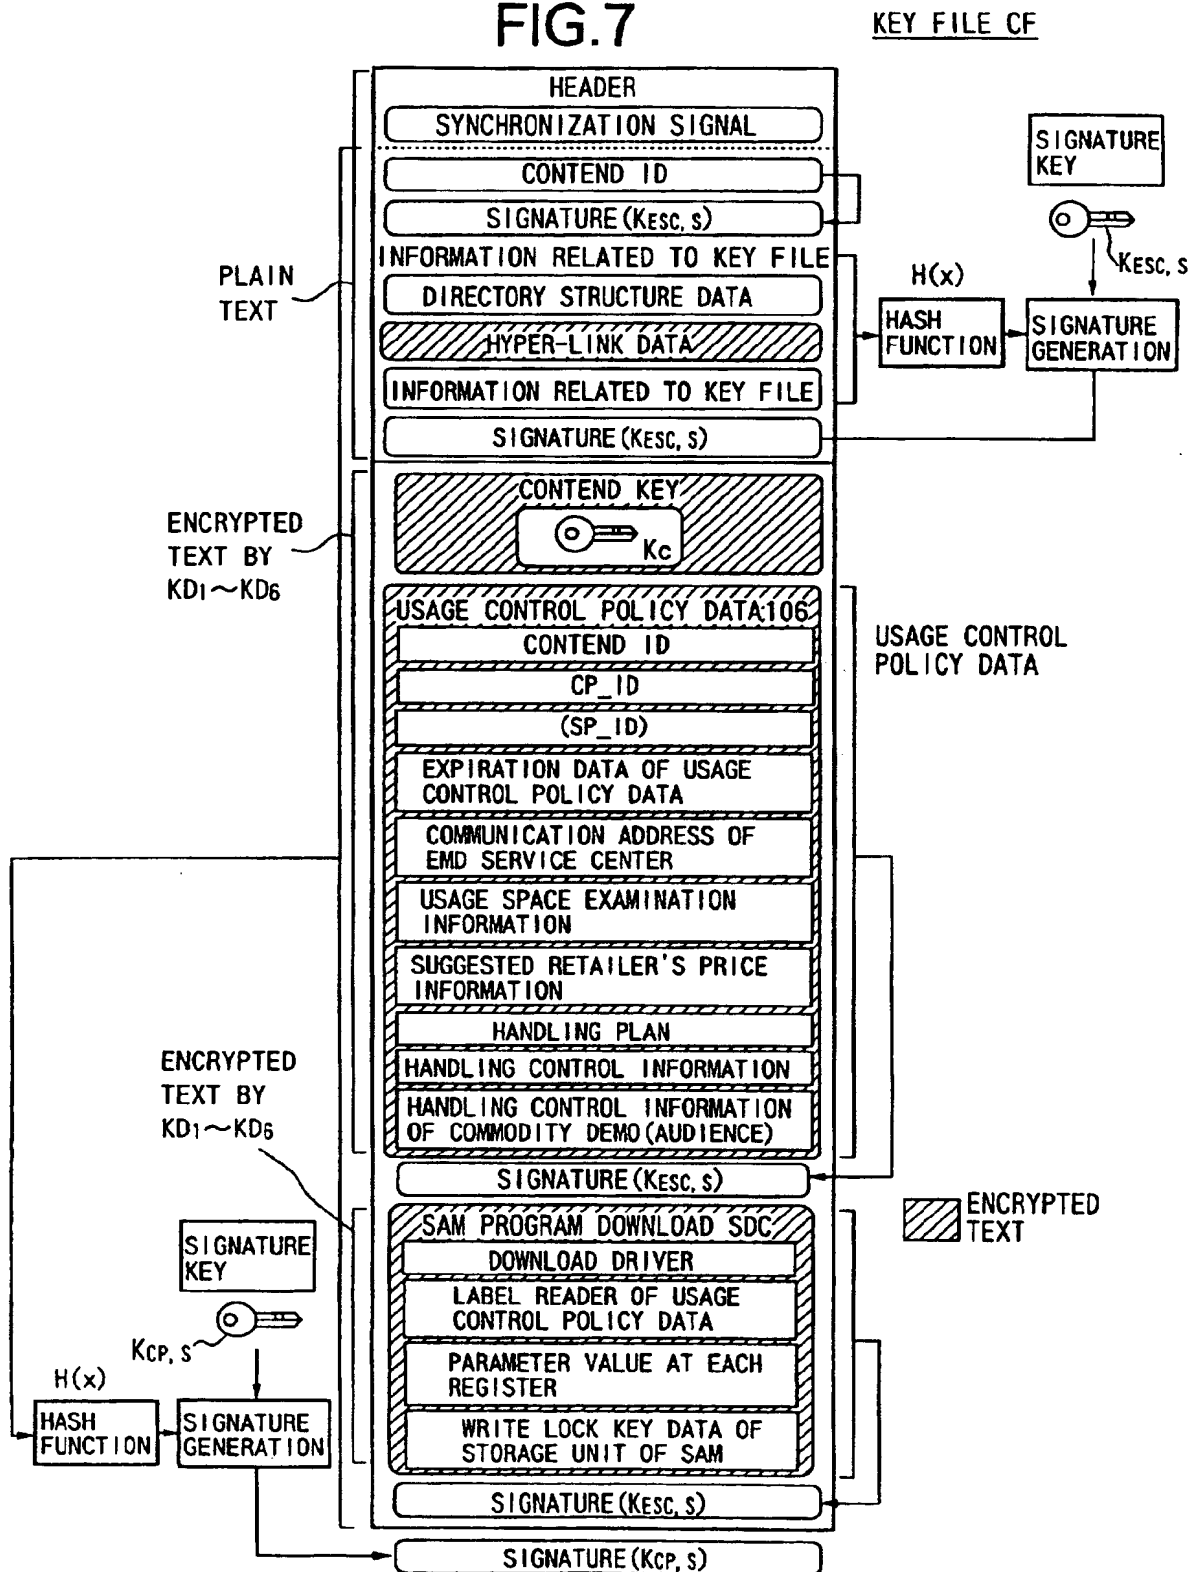 FIG.7
KEY FILE CF
HEADER
SYNCHRONIZATION SIGNAL
CONTEND ID
SIGNATURE(KESC, S)
INFORMATION RELATED TO KEY FILE
DIRECTORY STRUCTURE DATA
HYPER-LINK DATA
INFORMATION RELATED TO KEY FILE
SIGNATURE(KESC, S)
PLAIN
TEXT
SIGNATURE
KEY
KESC, S
H(x)
HASH
FUNCTION
SIGNATURE
GENERATION
ENCRYPTED
TEXT BY
KD1~KD6
CONTEND KEY
Kc
USAGE CONTROL POLICY DATA:106
CONTEND ID
CP_ID
(SP_ID)
EXPIRATION DATA OF USAGE
CONTROL POLICY DATA
COMMUNICATION ADDRESS OF
EMD SERVICE CENTER
USAGE SPACE EXAMINATION
INFORMATION
SUGGESTED RETAILER'S PRICE
INFORMATION
HANDLING PLAN
HANDLING CONTROL INFORMATION
HANDLING CONTROL INFORMATION
OF COMMODITY DEMO(AUDIENCE)
USAGE CONTROL
POLICY DATA
SIGNATURE(KESC, S)
ENCRYPTED
TEXT BY
KD1~KD6
SAM PROGRAM DOWNLOAD SDC
DOWNLOAD DRIVER
LABEL READER OF USAGE
CONTROL POLICY DATA
PARAMETER VALUE AT EACH
REGISTER
WRITE LOCK KEY DATA OF
STORAGE UNIT OF SAM
SIGNATURE(KESC, S)
ENCRYPTED
TEXT
SIGNATURE
KEY
KCP, S
H(x)
HASH
FUNCTION
SIGNATURE
GENERATION
SIGNATURE(KCP, S)